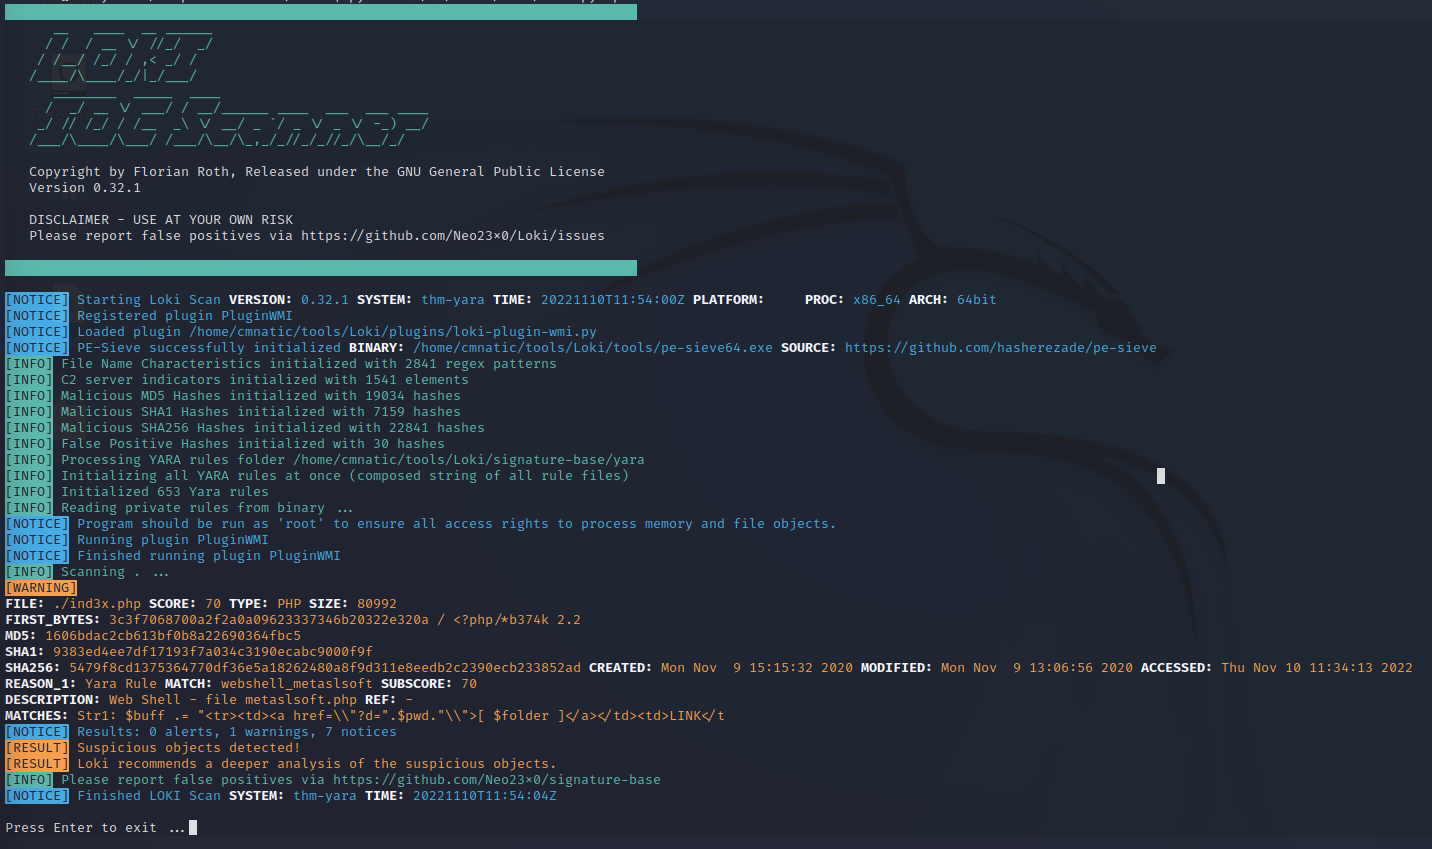 LOKI
IOC Scanner
Copyright by Florian Roth, Released under the GNU General Public License
Version 0.32.1
DISCLAIMER - USE AT YOUR OWN RISK
Please report false positives via https://github.com/Neo23x0/Loki/issues
[NOTICE] Starting Loki Scan VERSION: 0.32.1 SYSTEM: thm-yara TIME: 20221110T11:54:00Z PLATFORM:     PROC: x86_64 ARCH: 64bit
[NOTICE] Registered plugin PluginWMI
[NOTICE] Loaded plugin /home/cmnatic/tools/Loki/plugins/loki-plugin-wmi.py
[NOTICE] PE-Sieve successfully initialized BINARY: /home/cmnatic/tools/Loki/tools/pe-sieve64.exe SOURCE: https://github.com/hasherezade/pe-sieve
[INFO] File Name Characteristics initialized with 2841 regex patterns
[INFO] C2 server indicators initialized with 1541 elements
[INFO] Malicious MD5 Hashes initialized with 19034 hashes
[INFO] Malicious SHA1 Hashes initialized with 7159 hashes
[INFO] Malicious SHA256 Hashes initialized with 22841 hashes
[INFO] False Positive Hashes initialized with 30 hashes
[INFO] Processing YARA rules folder /home/cmnatic/tools/Loki/signature-base/yara
[INFO] Initializing all YARA rules at once (composed string of all rule files)
[INFO] Initialized 653 Yara rules
[INFO] Reading private rules from binary ...
[NOTICE] Program should be run as 'root' to ensure all access rights to process memory and file objects.
[NOTICE] Running plugin PluginWMI
[NOTICE] Finished running plugin PluginWMI
[INFO] Scanning . ...
[WARNING]
FILE: ./ind3x.php SCORE: 70 TYPE: PHP SIZE: 80992
FIRST_BYTES: 3c3f7068700a2f2a0a09623337346b20322e320a / <?php/*b374k 2.2
MD5: 1606bdac2cb613bf0b8a22690364fbc5
SHA1: 9383ed4ee7df17193f7a034c3190ecabc9000f9f
SHA256: 5479f8cd1375364770df36e5a18262480a8f9d311e8eedb2c2390ecb233852ad CREATED: Mon Nov  9 15:15:32 2020 MODIFIED: Mon Nov  9 13:06:56 2020 ACCESSED: Thu Nov 10 11:34:13 2022
REASON_1: Yara Rule MATCH: webshell_metaslsoft SUBSCORE: 70
DESCRIPTION: Web Shell - file metaslsoft.php REF: -
MATCHES: Str1: $buff .= "<tr><td><a href=\\"?d=".$pwd."\\">[ $folder ]</a></td><td>LINK</t
[NOTICE] Results: 0 alerts, 1 warnings, 7 notices
[RESULT] Suspicious objects detected!
[RESULT] Loki recommends a deeper analysis of the suspicious objects.
[INFO] Please report false positives via https://github.com/Neo23x0/signature-base
[NOTICE] Finished LOKI Scan SYSTEM: thm-yara TIME: 20221110T11:54:04Z
Press Enter to exit ...